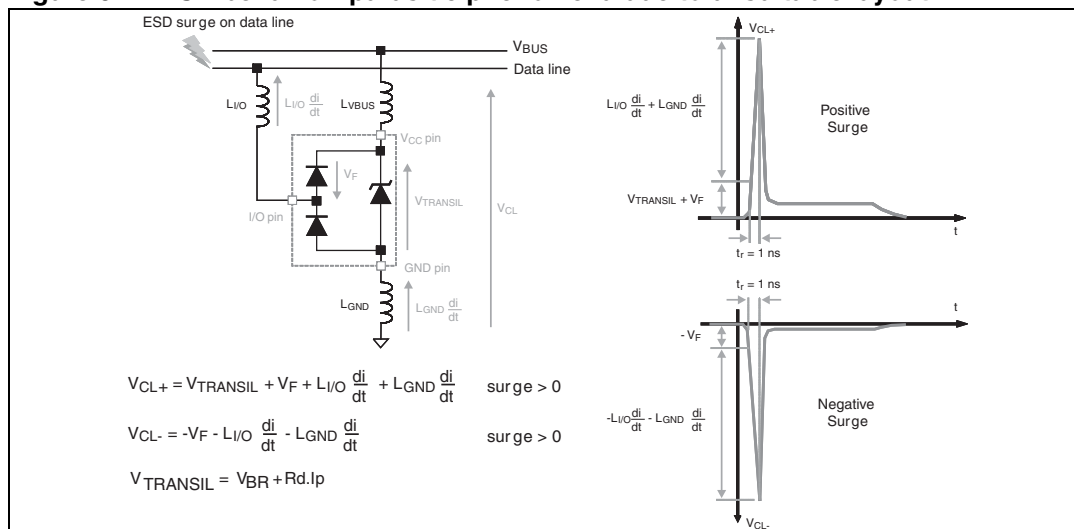 ESD surge on data line
VBUS
Data line
LI/O
LI/O di/dt
LVBUS
VCC pin
VF
VTRANSIL
VCL
I/O pin
GND pin
LGND
LGND di/dt
VCL+ = VTRANSIL + VF + LI/O di/dt + LGND di/dt surge > 0
VCL- = -VF - LI/O di/dt - LGND di/dt surge > 0
VTRANSIL = VBR + Rd.Ip
VCL+
LI/O di/dt + LGND di/dt
Positive
Surge
VTRANSIL + VF
t
tr = 1 ns
tr = 1 ns
t
- VF
-LI/O di/dt - LGND di/dt
Negative
Surge
VCL-